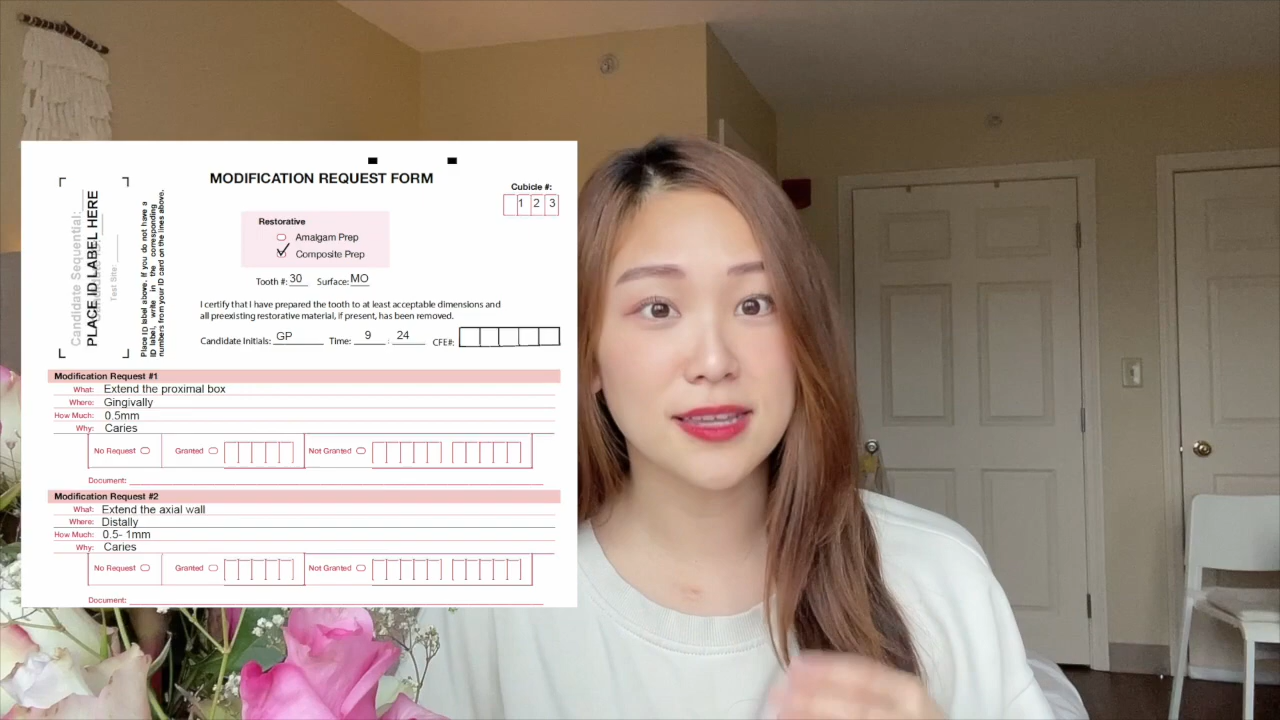 MODIFICATION REQUEST FORM
Cubicle #:
1 2 3
PLACE ID LABEL HERE
Candidate Sequential:
Test Site:
Place ID label above. If you do not have a
ID label, write in the corresponding
numbers from your ID card on the lines above.
Restorative
Amalgam Prep
Composite Prep
Tooth #: 30 Surface: MO
I certify that I have prepared the tooth to at least acceptable dimensions and
all preexisting restorative material, if present, has been removed.
Candidate Initials: GP Time: 9 : 24 CFE#:
Modification Request #1
What: Extend the proximal box
Where: Gingivally
How Much: 0.5mm
Why: Caries
No Request Granted Not Granted
Document:
Modification Request #2
What: Extend the axial wall
Where: Distally
How Much: 0.5- 1mm
Why: Caries
No Request Granted Not Granted
Document: